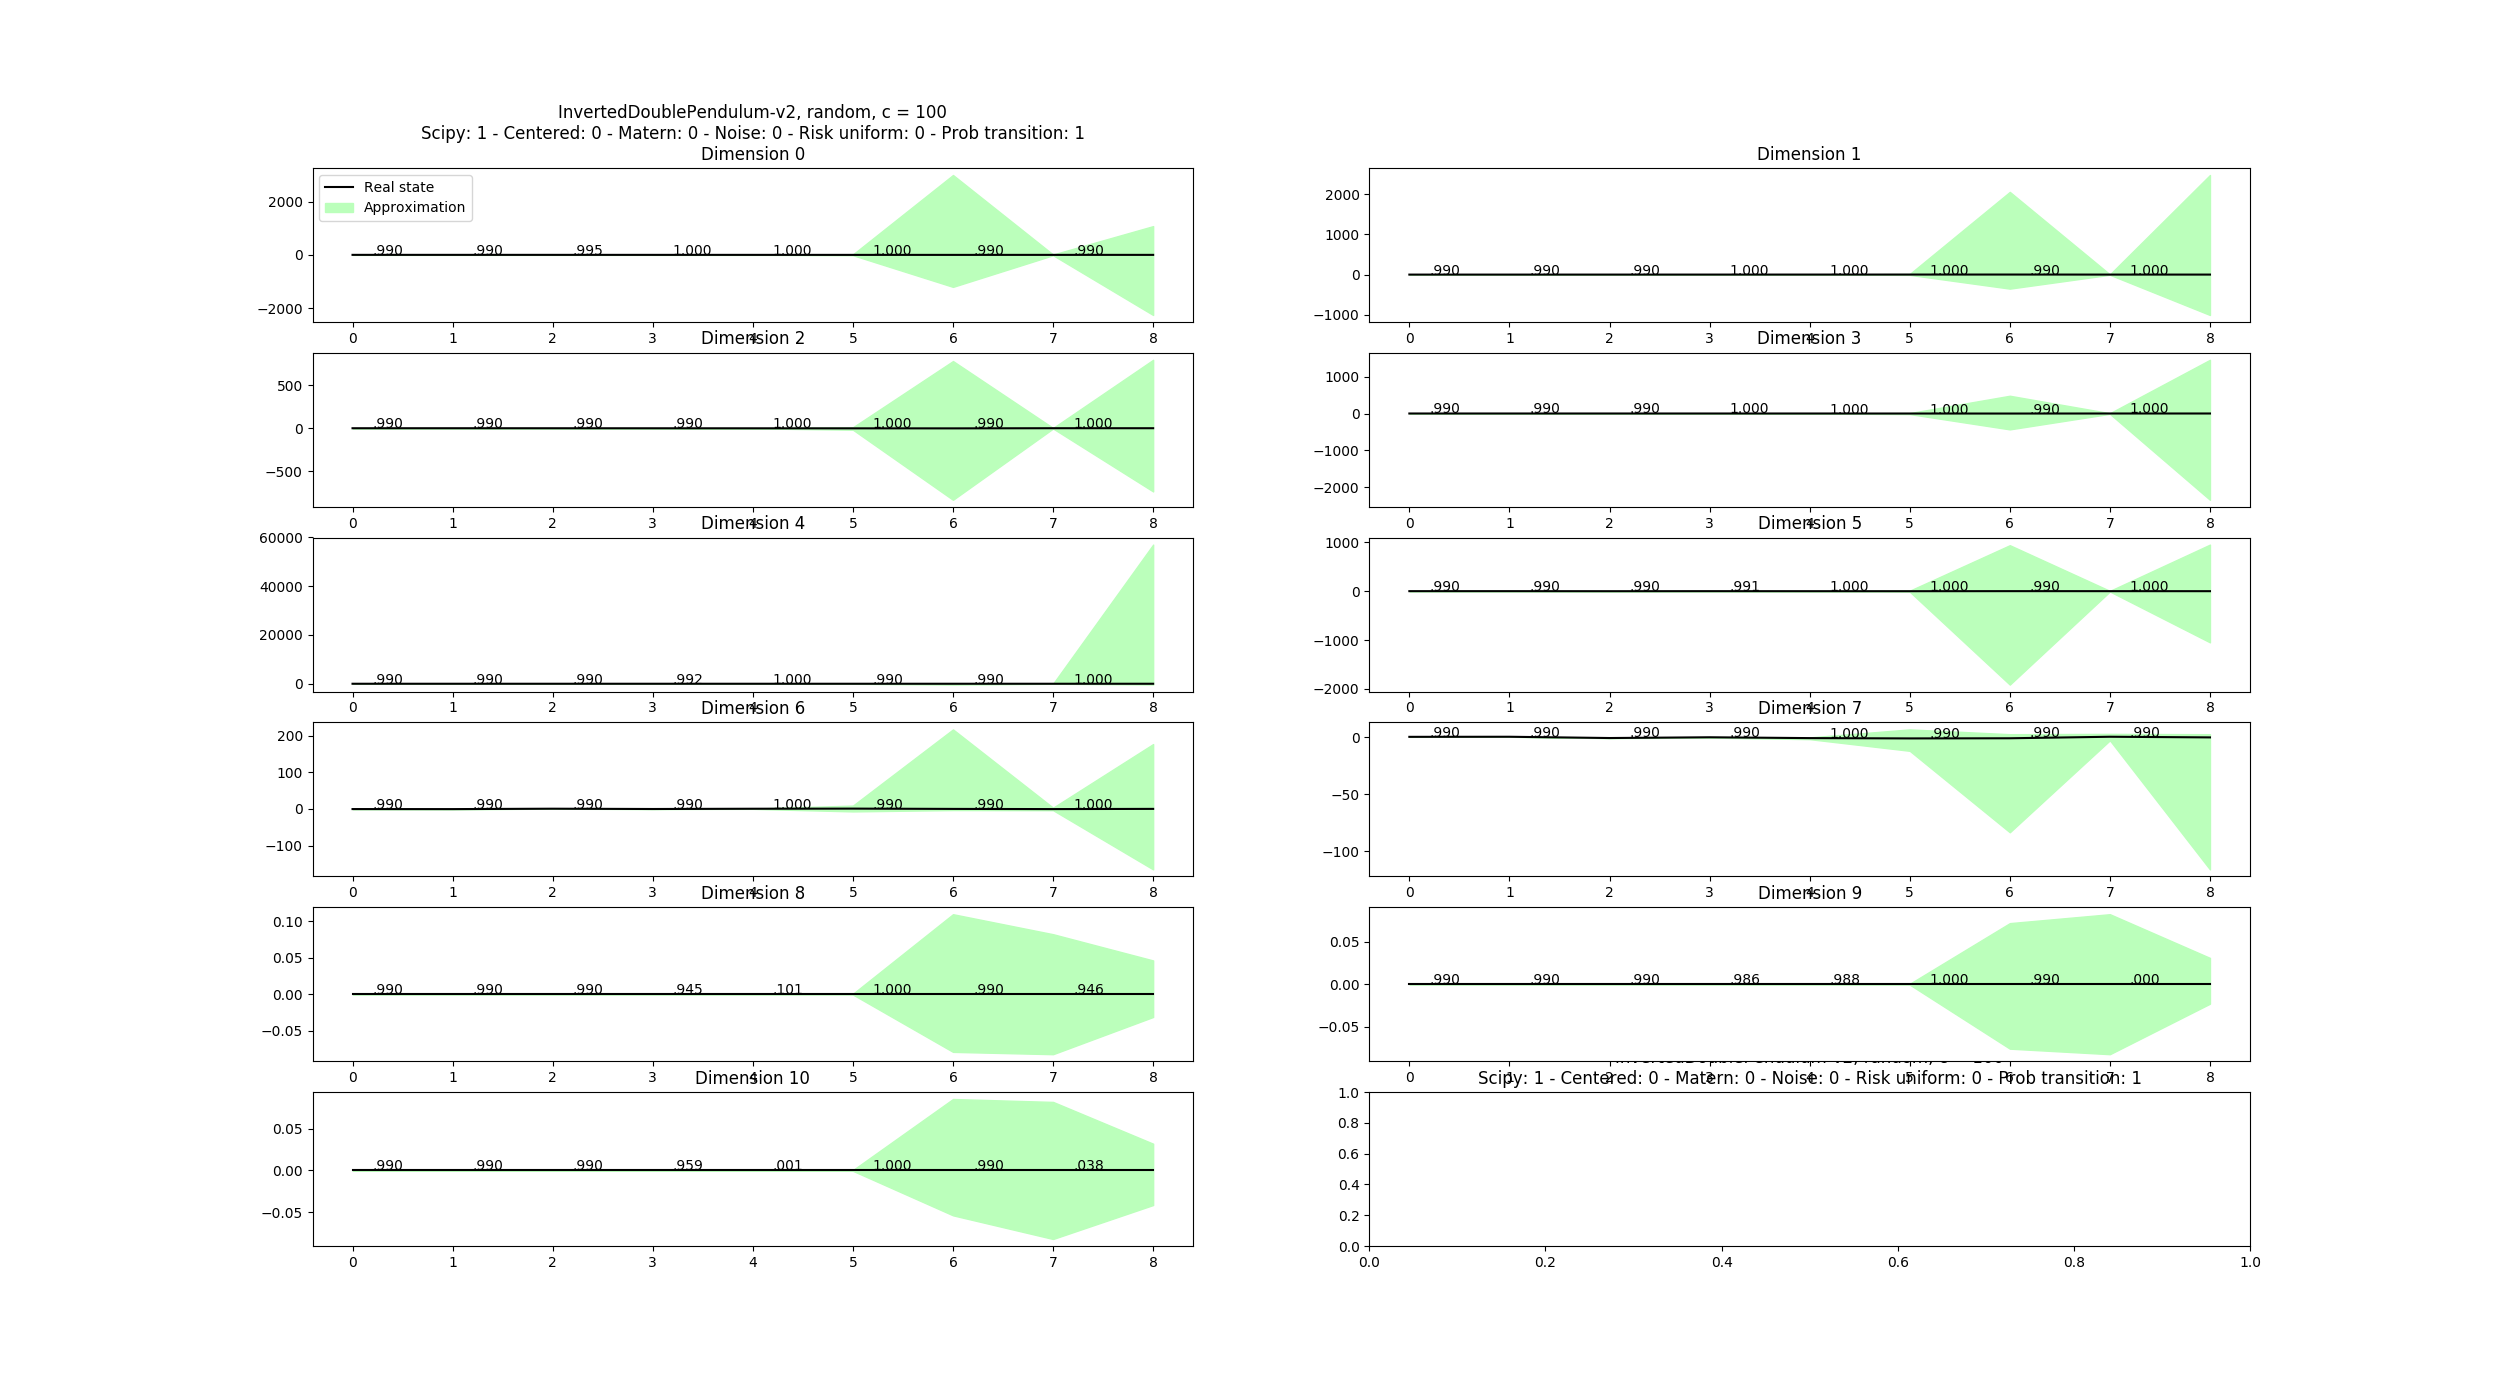 InvertedDoublePendulum-v2, random, c = 100
Scipy: 1 - Centered: 0 - Matern: 0 - Noise: 0 - Risk uniform: 0 - Prob transition: 1
Dimension 0
Real state
Approximation
2000
0
−2000
.990 .990 .995 1.000 1.000 1.000 .990 .990
0 1 2 3 4 5 6 7 8
Dimension 1
2000
1000
0
−1000
.990 .990 .990 1.000 1.000 1.000 .990 1.000
0 1 2 3 4 5 6 7 8
Dimension 2
500
0
−500
.990 .990 .990 .990 1.000 1.000 .990 1.000
0 1 2 3 4 5 6 7 8
Dimension 3
1000
0
−1000
−2000
.990 .990 .990 1.000 1.000 1.000 .990 1.000
0 1 2 3 4 5 6 7 8
Dimension 4
60000
40000
20000
0
.990 .990 .990 .992 1.000 .990 .990 1.000
0 1 2 3 4 5 6 7 8
Dimension 5
1000
0
−1000
−2000
.990 .990 .990 .991 1.000 1.000 .990 1.000
0 1 2 3 4 5 6 7 8
Dimension 6
200
100
0
−100
.990 .990 .990 .990 1.000 .990 .990 1.000
0 1 2 3 4 5 6 7 8
Dimension 7
0
−50
−100
.990 .990 .990 .990 1.000 .990 .990 .990
0 1 2 3 4 5 6 7 8
Dimension 8
0.10
0.05
0.00
−0.05
.990 .990 .990 .945 .101 1.000 .990 .946
0 1 2 3 4 5 6 7 8
Dimension 9
0.05
0.00
−0.05
.990 .990 .990 .986 .988 1.000 .990 .000
0 1 2 3 4 5 6 7 8
Dimension 10
0.05
0.00
−0.05
.990 .990 .990 .959 .001 1.000 .990 .038
0 1 2 3 4 5 6 7 8
Scipy: 1 - Centered: 0 - Matern: 0 - Noise: 0 - Risk uniform: 0 - Prob transition: 1
1.0
0.8
0.6
0.4
0.2
0.0
0.0 0.2 0.4 0.6 0.8 1.0